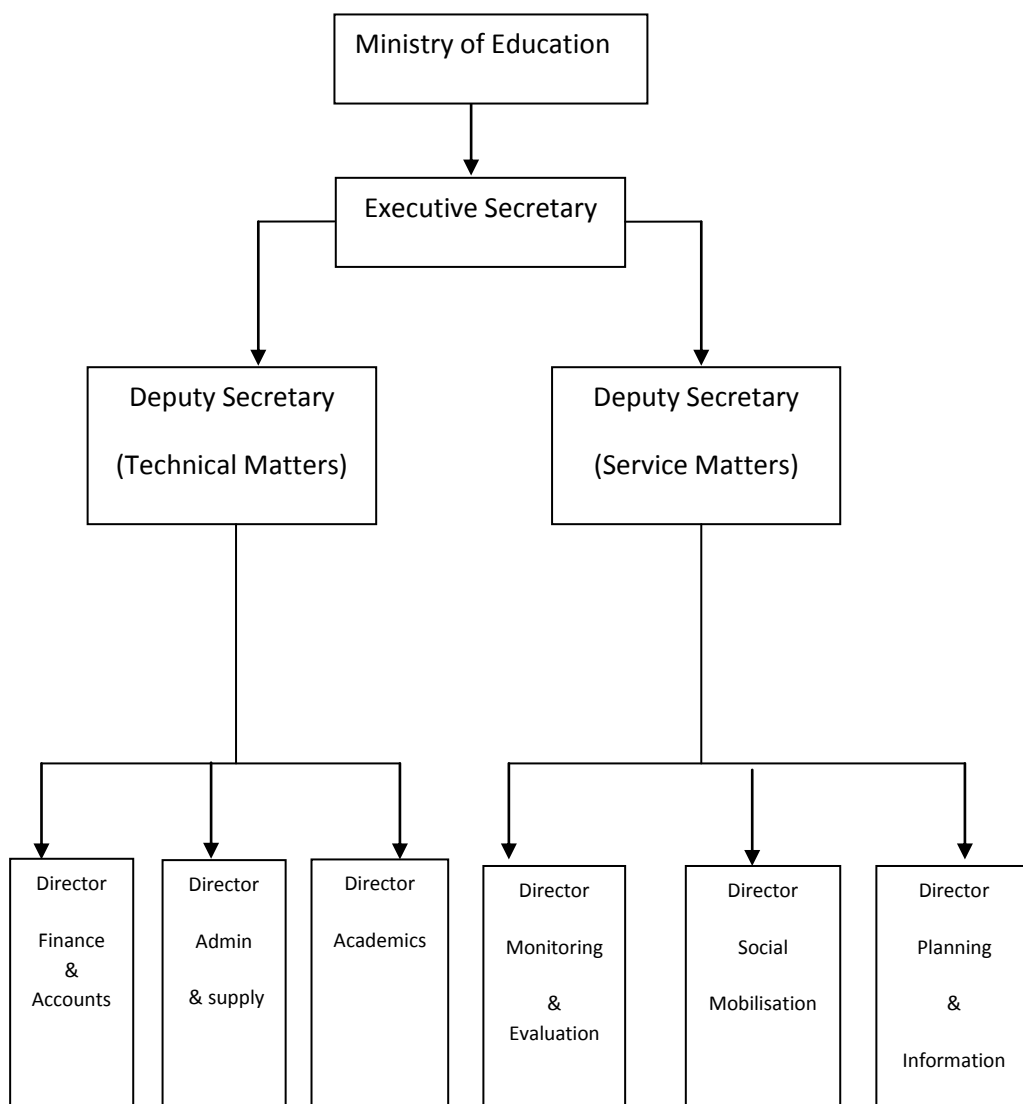 Ministry of Education
Executive Secretary
Deputy Secretary
(Technical Matters)
Deputy Secretary
(Service Matters)
Director
Finance
&
Accounts
Director
Admin
& supply
Director
Academics
Director
Monitoring
&
Evaluation
Director
Social
Mobilisation
Director
Planning
&
Information